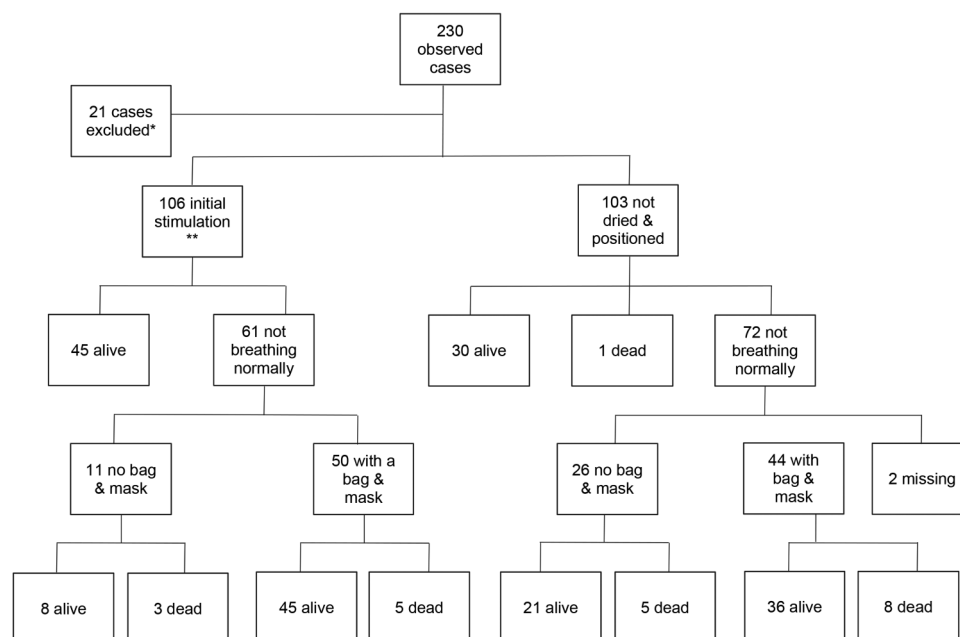 230
observed
cases
21 cases
excluded*
106 initial
stimulation
**
103 not
dried &
positioned
45 alive
61 not
breathing
normally
30 alive
1 dead
72 not
breathing
normally
11 no bag
& mask
50 with a
bag &
mask
26 no bag
& mask
44 with
bag &
mask
2 missing
8 alive
3 dead
45 alive
5 dead
21 alive
5 dead
36 alive
8 dead